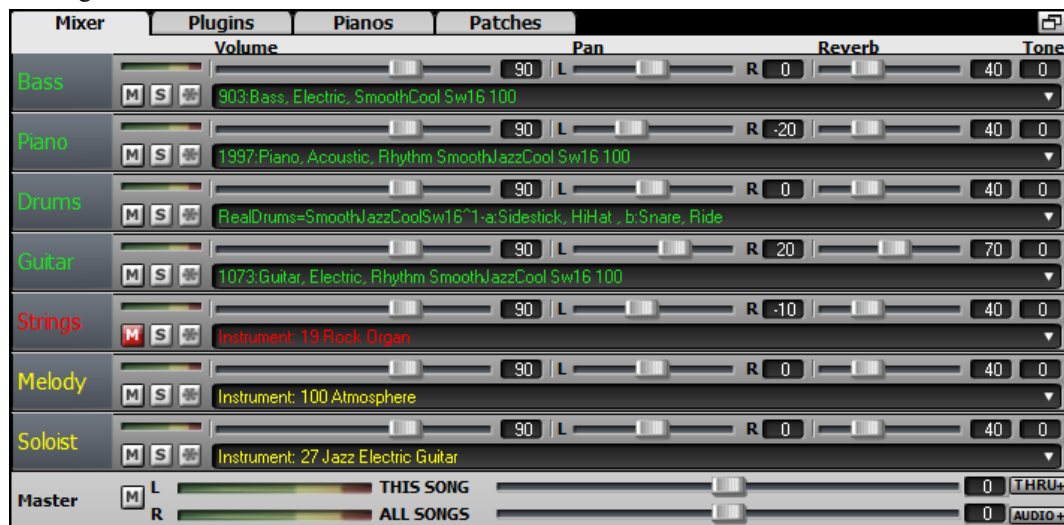 Mixer Plugins Pianos Patches
Volume Pan Reverb Tone
Bass 90 L R 0 40 0
M S 903:Bass, Electric, SmoothCool Sw16 100
Piano 90 L R -20 40 0
M S 1997:Piano, Acoustic, Rhythm SmoothJazzCool Sw16 100
Drums 90 L R 0 40 0
M S RealDrums=SmoothJazzCoolSw16^1-a:Sidestick, HiHat , b:Snare, Ride
Guitar 90 L R 20 70 0
M S 1073:Guitar, Electric, Rhythm SmoothJazzCool Sw16 100
Strings 90 L R -10 40 0
M S Instrument: 19 Rock Organ
Melody 90 L R 0 40 0
M S Instrument: 100 Atmosphere
Soloist 90 L R 0 40 0
M S Instrument: 27 Jazz Electric Guitar
Master M L THIS SONG 0 THRU+
R ALL SONGS 0 AUDIO+